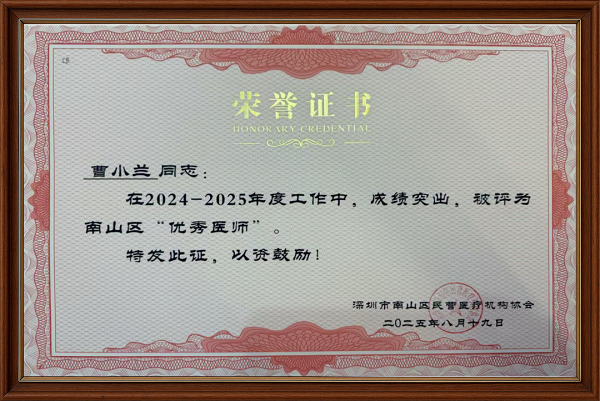 荣誉证书
HONORARY CREDENTIAL
曹小兰 同志：
在2024-2025年度工作中，成绩突出，被评为
南山区“优秀医师”。
特发此证，以资鼓励！
深圳市南山区民营医疗机构协会
二〇二五年八月十九日